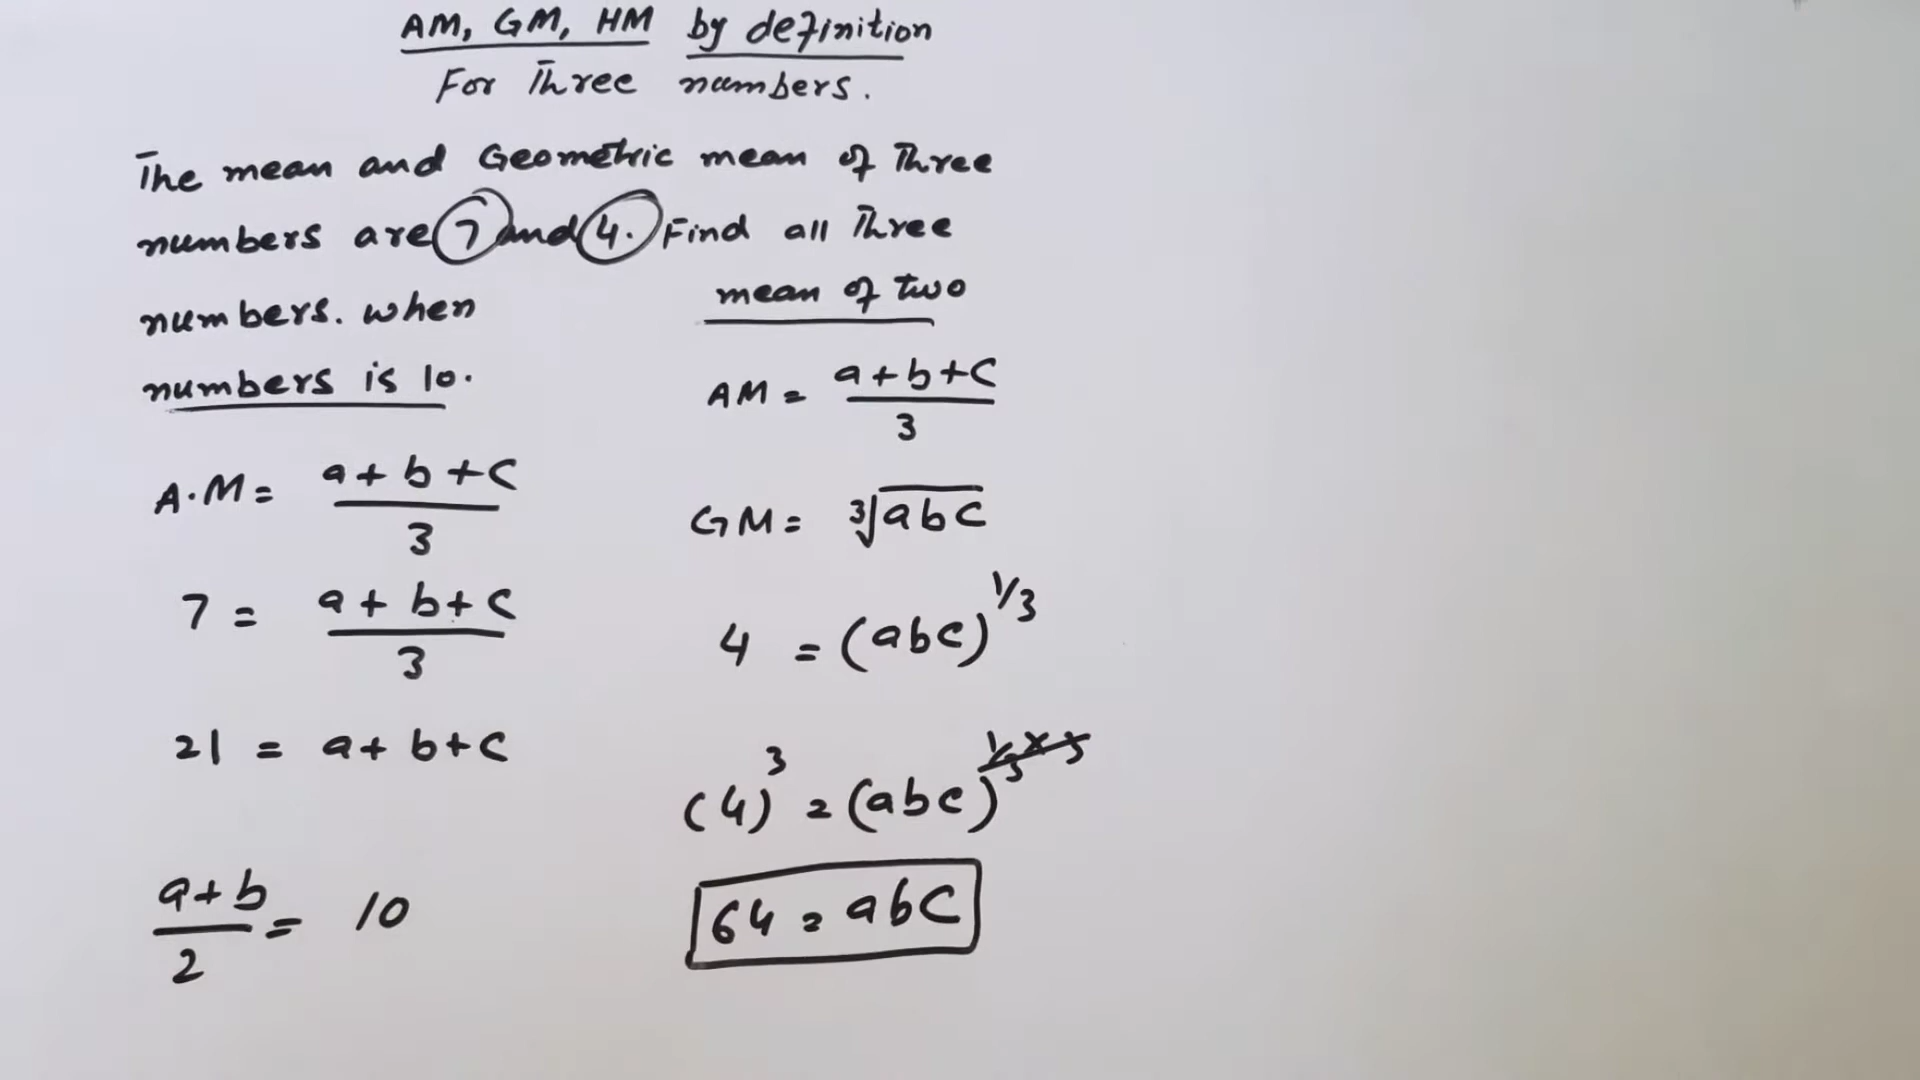 AM, GM, HM by definition
For Three numbers.
The mean and Geometric mean of Three
numbers are 7 and 4. Find all Three
numbers. when mean of two
numbers is 10.
A.M = a + b + c / 3
7 = a + b + c / 3
21 = a + b + c
a + b / 2 = 10
AM = a + b + c / 3
GM = ³√abc
4 = (abc)^1/3
(4)^3 = (abc)^1/3 × 3
64 = abc